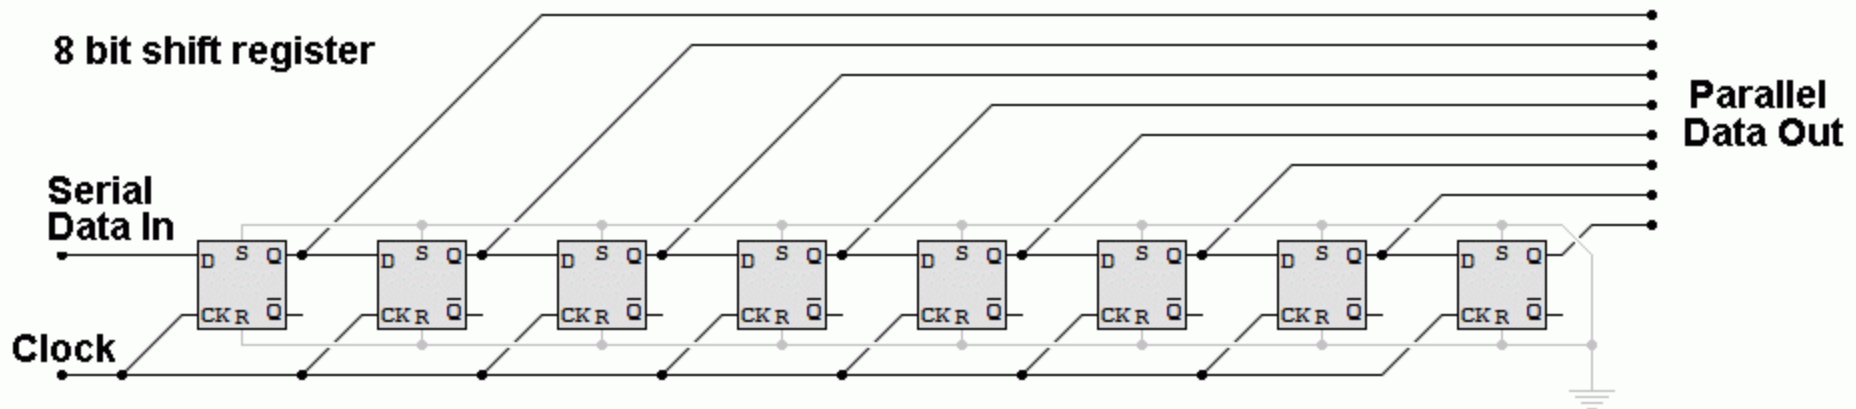 8 bit shift register
Parallel
Data Out
Serial
Data In
D S Q D S Q D S Q D S Q D S Q D S Q D S Q D S Q
CK R Q̅ CK R Q̅ CK R Q̅ CK R Q̅ CK R Q̅ CK R Q̅ CK R Q̅ CK R Q̅
Clock